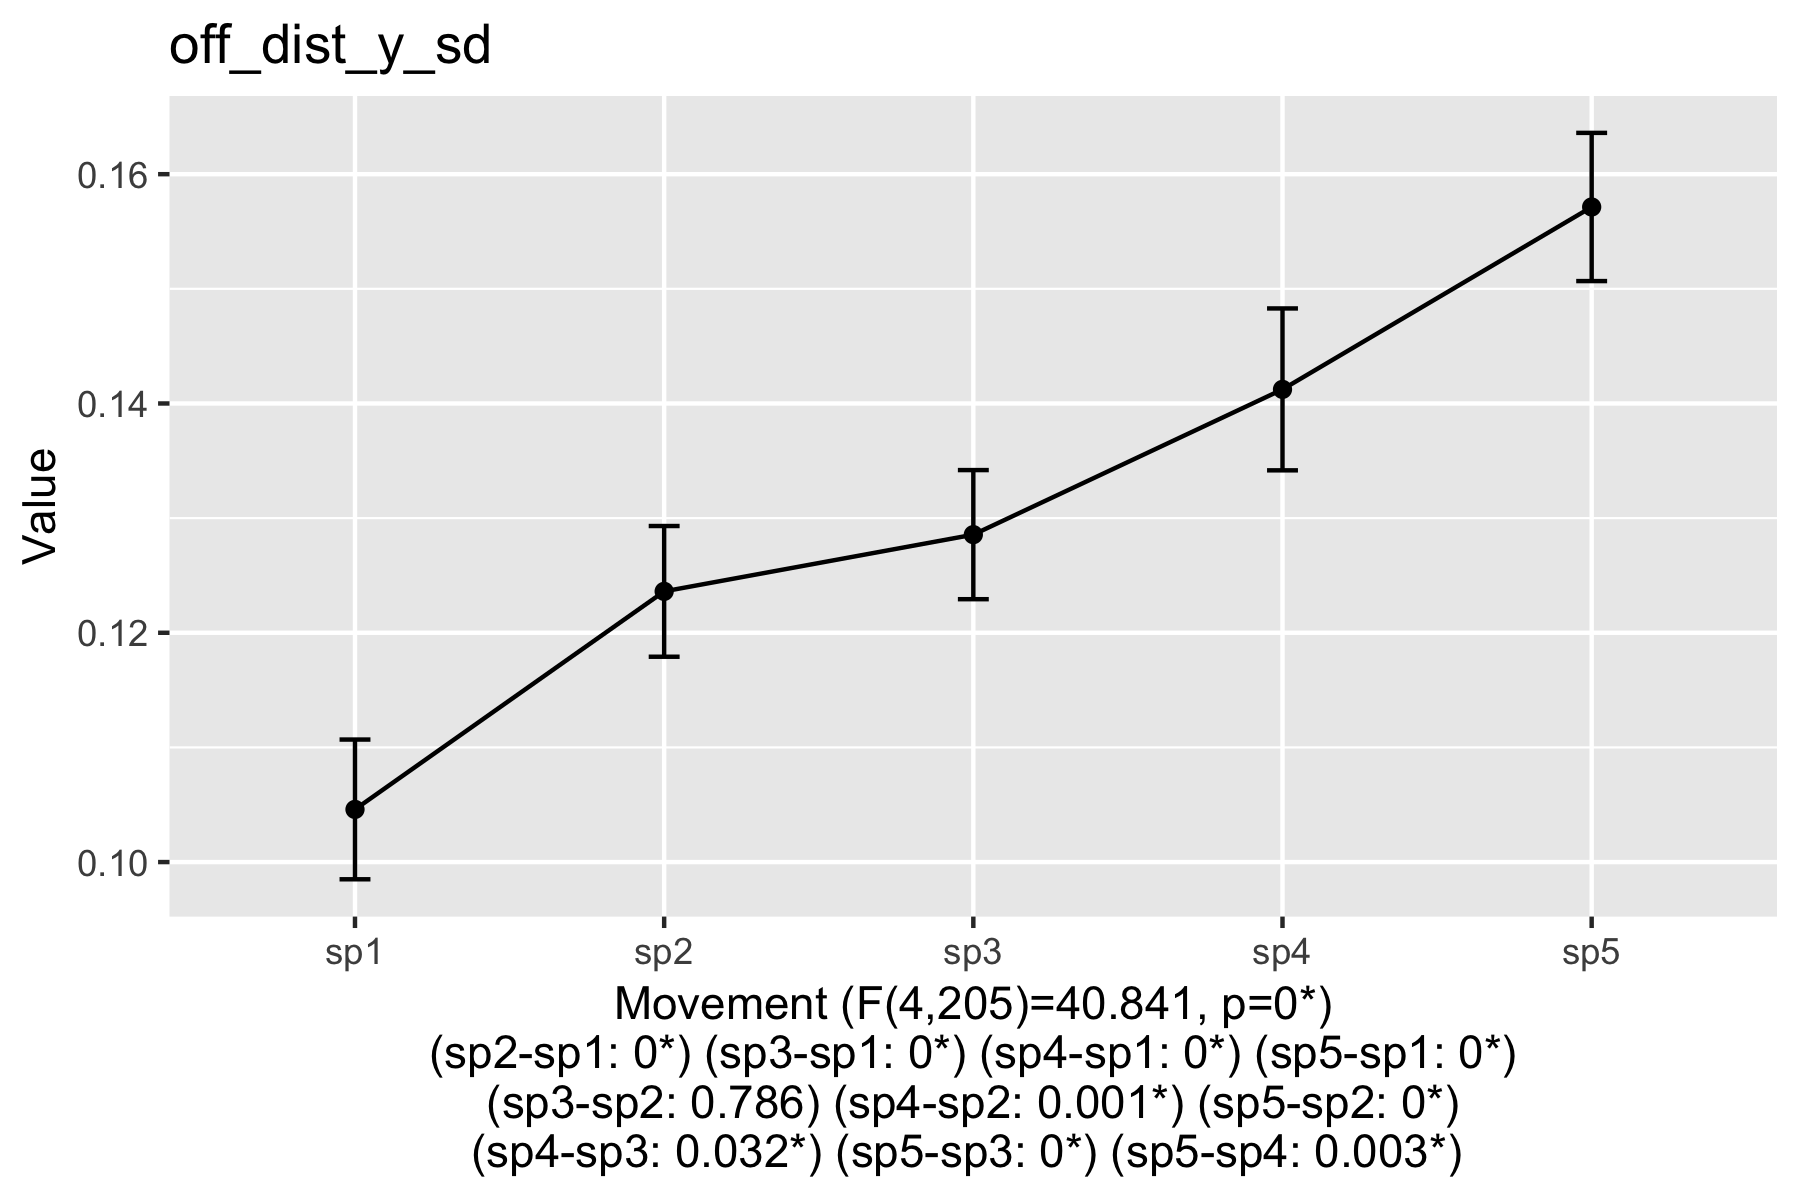 off_dist_y_sd
Value
0.16
0.14
0.12
0.10
sp1 sp2 sp3 sp4 sp5
Movement (F(4,205)=40.841, p=0*)
(sp2-sp1: 0*) (sp3-sp1: 0*) (sp4-sp1: 0*) (sp5-sp1: 0*)
(sp3-sp2: 0.786) (sp4-sp2: 0.001*) (sp5-sp2: 0*)
(sp4-sp3: 0.032*) (sp5-sp3: 0*) (sp5-sp4: 0.003*)